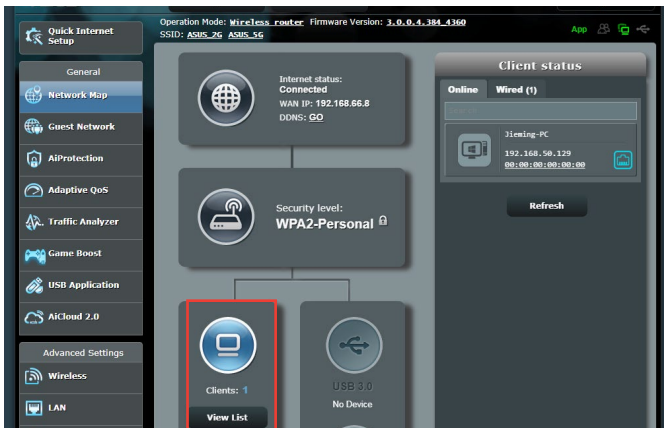 Quick Internet
Setup
General
Network Map
Guest Network
AiProtection
Adaptive QoS
Traffic Analyzer
Game Boost
USB Application
AiCloud 2.0
Advanced Settings
Wireless
LAN
Operation Mode: Wireless router Firmware Version: 3.0.0.4.384_4360
SSID: ASUS_2G ASUS_5G
App
Internet status:
Connected
WAN IP: 192.168.66.8
DDNS: GO
Security level:
WPA2-Personal
Clients: 1
View List
USB 3.0
No Device
Client status
Online Wired (1)
Jieming-PC
192.168.50.129
00:00:00:00:00:00
Refresh